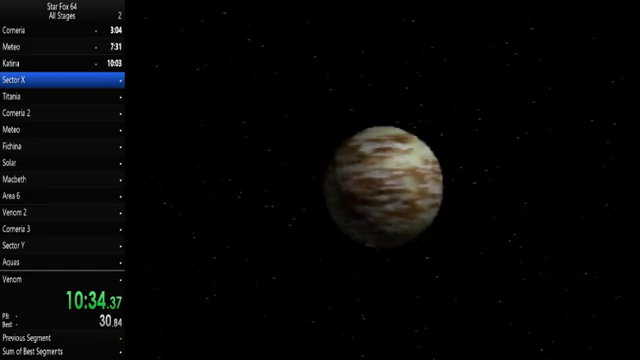 Star Fox 64
All Stages 2
Corneria - 3:04
Meteo - 7:31
Katina - 10:03
Sector X -
Titania -
Corneria 2 -
Meteo -
Fichina -
Solar -
Macbeth -
Area 6 -
Venom 2 -
Corneria 3 -
Sector Y -
Aquas -
Venom -
10:34.37
PB: -
Best: - 30.84
Previous Segment -
Sum of Best Segments -